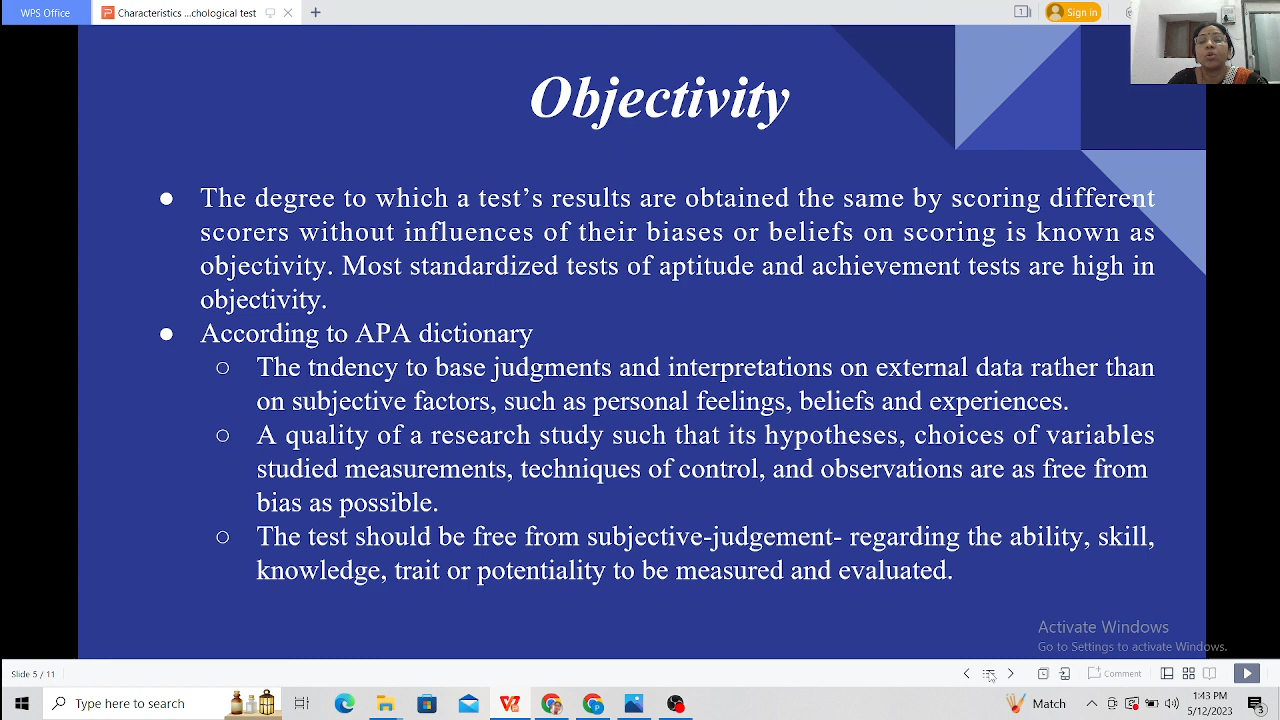 WPS Office
Characteristics ...chological test
1
Sign in
Objectivity
● The degree to which a test's results are obtained the same by scoring different
scorers without influences of their biases or beliefs on scoring is known as
objectivity. Most standardized tests of aptitude and achievement tests are high in
objectivity.
● According to APA dictionary
○ The tndency to base judgments and interpretations on external data rather than
on subjective factors, such as personal feelings, beliefs and experiences.
○ A quality of a research study such that its hypotheses, choices of variables
studied measurements, techniques of control, and observations are as free from
bias as possible.
○ The test should be free from subjective-judgement- regarding the ability, skill,
knowledge, trait or potentiality to be measured and evaluated.
Activate Windows
Go to Settings to activate Windows.
Slide 5 / 11
Comment
Type here to search
Match
1:43 PM
5/12/2023
3